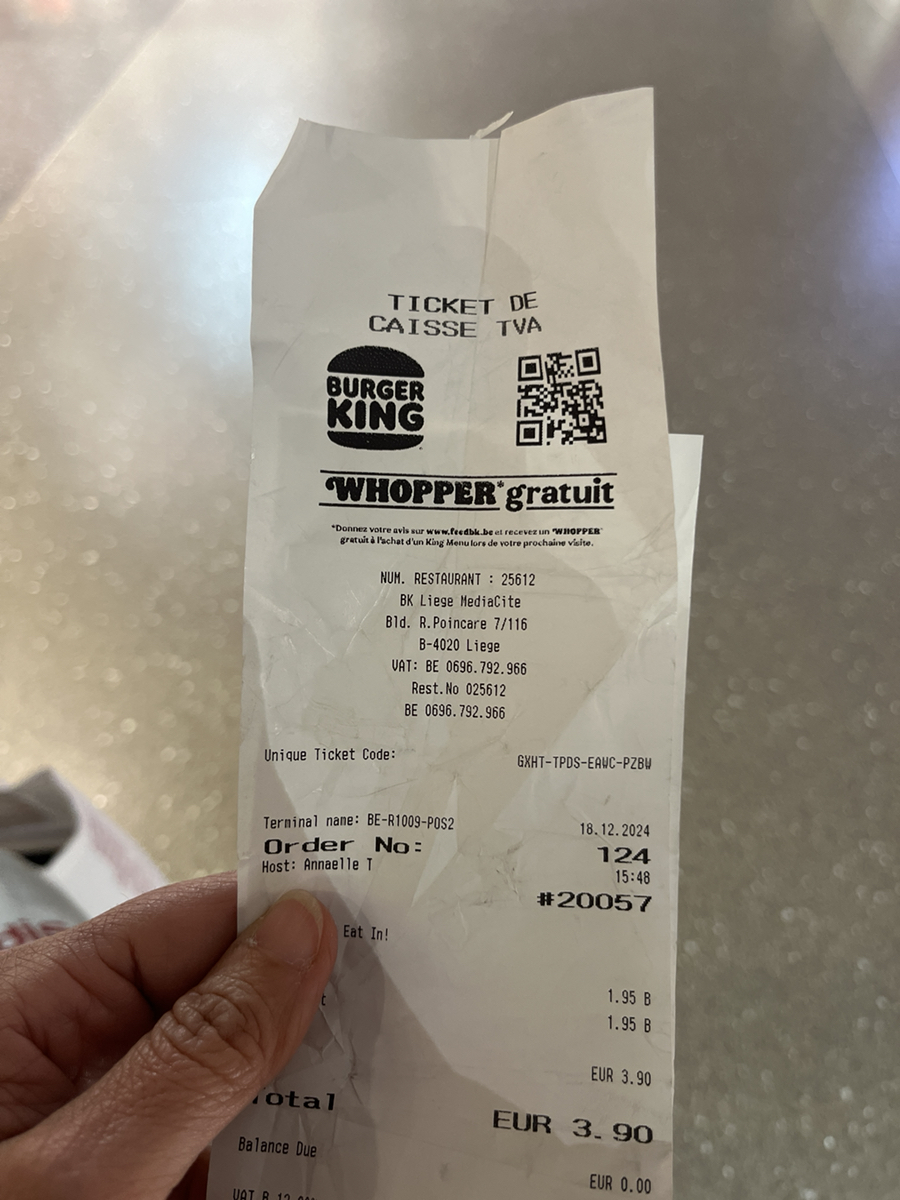 TICKET DE
CAISSE TVA
BURGER
KING
WHOPPER* gratuit
*Donnez votre avis sur www.feedbk.be et recevez un WHOPPER
gratuit à l'achat d'un King Menu lors de votre prochaine visite.
NUM. RESTAURANT : 25612
BK Liege MediaCite
Bld. R.Poincare 7/116
B-4020 Liege
VAT: BE 0696.792.966
Rest.No 025612
BE 0696.792.966
Unique Ticket Code: GXHT-TPDS-EAWC-PZBW
Terminal name: BE-R1009-POS2 18.12.2024
Order No: 124
Host: Annaelle T 15:48
#20057
Eat In!
1.95 B
1.95 B
EUR 3.90
Total EUR 3.90
Balance Due EUR 0.00
VAT B